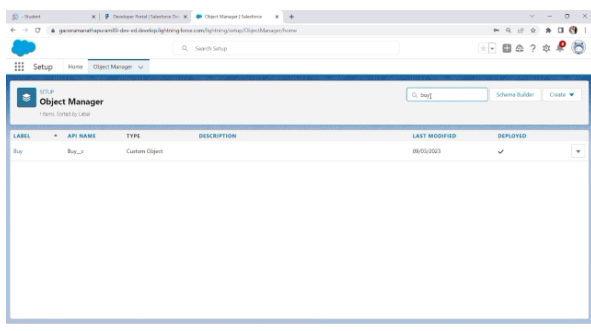 - Student
Developer Portal | Salesforce Dev
Object Manager | Salesforce
gaonramanathapuram03-dev-ed.develop.lightning.force.com/lightning/setup/ObjectManager/home
Search Setup
Setup
Home
Object Manager
SETUP
Object Manager
1 Items, Sorted by Label
buy
Schema Builder
Create
LABEL
API NAME
TYPE
DESCRIPTION
LAST MODIFIED
DEPLOYED
Buy
Buy__c
Custom Object
09/03/2023